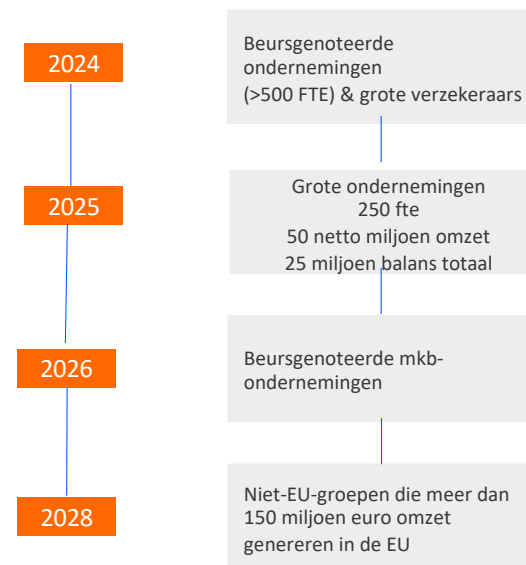 2024
Beursgenoteerde
ondernemingen
(>500 FTE) & grote verzekeraars
2025
Grote ondernemingen
250 fte
50 netto miljoen omzet
25 miljoen balans totaal
2026
Beursgenoteerde mkb-
ondernemingen
2028
Niet-EU-groepen die meer dan
150 miljoen euro omzet
genereren in de EU